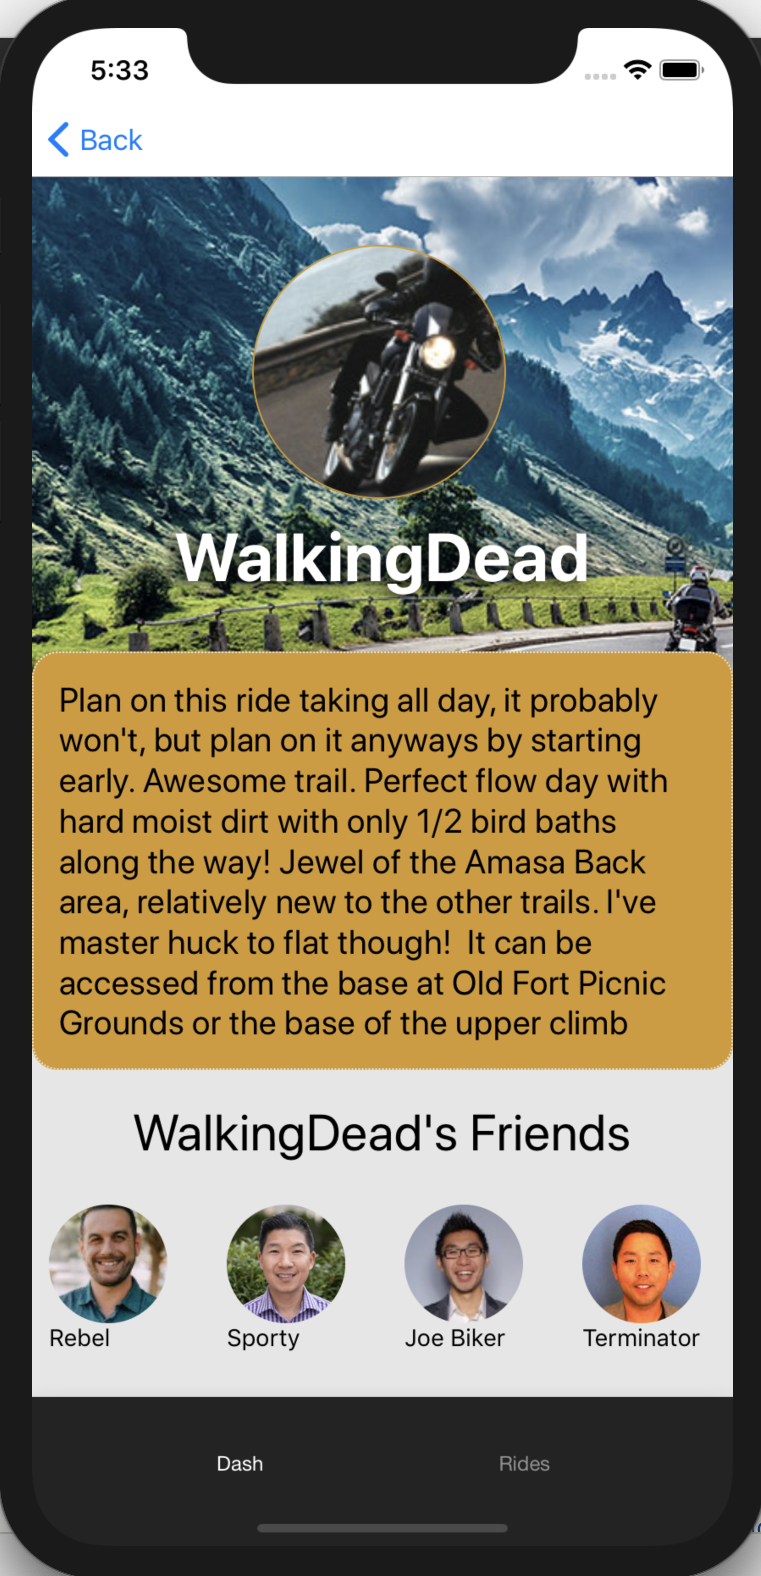 5:33
Back
WalkingDead
Plan on this ride taking all day, it probably
won't, but plan on it anyways by starting
early. Awesome trail. Perfect flow day with
hard moist dirt with only 1/2 bird baths
along the way! Jewel of the Amasa Back
area, relatively new to the other trails. I've
master huck to flat though!  It can be
accessed from the base at Old Fort Picnic
Grounds or the base of the upper climb
WalkingDead's Friends
Rebel
Sporty
Joe Biker
Terminator
Dash
Rides